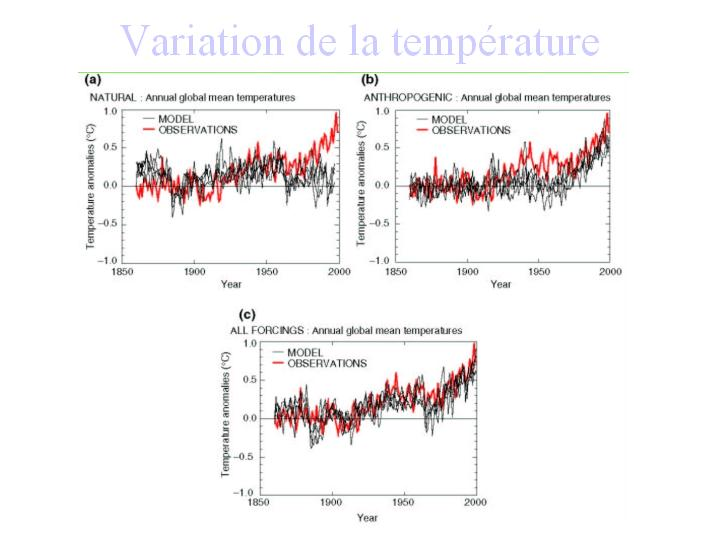 Variation de la température
(a)
NATURAL : Annual global mean temperatures
1.0
0.5
0.0
−0.5
−1.0
Temperature anomalies (°C)
MODEL
OBSERVATIONS
1850 1900 1950 2000
Year
(b)
ANTHROPOGENIC : Annual global mean temperatures
1.0
0.5
0.0
−0.5
−1.0
Temperature anomalies (°C)
MODEL
OBSERVATIONS
1850 1900 1950 2000
Year
(c)
ALL FORCINGS : Annual global mean temperatures
1.0
0.5
0.0
−0.5
−1.0
Temperature anomalies (°C)
MODEL
OBSERVATIONS
1850 1900 1950 2000
Year